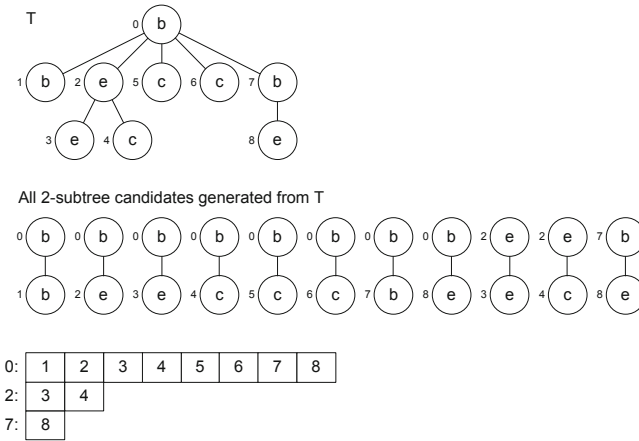 T
0 b
1 b 2 e 5 c 6 c 7 b
3 e 4 c 8 e
All 2-subtree candidates generated from T
0 b 0 b 0 b 0 b 0 b 0 b 0 b 0 b 2 e 2 e 7 b
1 b 2 e 3 e 4 c 5 c 6 c 7 b 8 e 3 e 4 c 8 e
0: 1 2 3 4 5 6 7 8
2: 3 4
7: 8